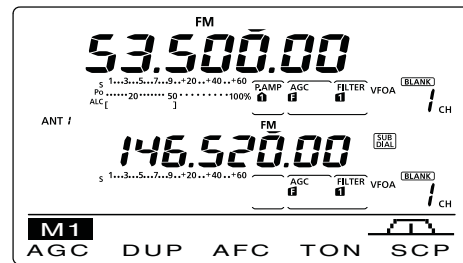 FM
53.500.00
S 1•••3••5••7••9••+20••+40••+60 P.AMP AGC FILTER VFOA BLANK
Po ••••••20••••••50•••••••••100% 1 F 1 1 CH
ALC [ ]
ANT 1
FM
146.520.00 SUB DIAL
S 1•••3••5••7••9••+20••+40••+60 AGC FILTER VFOA BLANK
F 1 1 CH
M1
AGC DUP AFC TON SCP